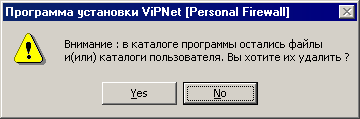 Программа установки ViPNet [Personal Firewall]
Внимание : в каталоге программы остались файлы
и(или) каталоги пользователя. Вы хотите их удалить ?
Yes No